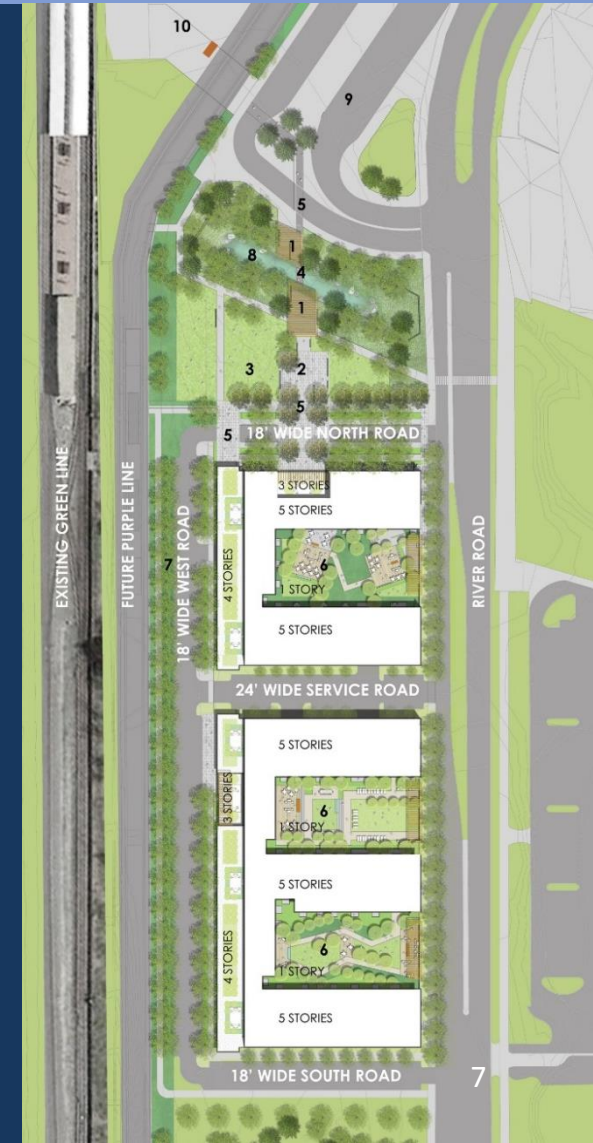 10
9
5
1
8
4
1
3
2
5
5
18' WIDE NORTH ROAD
3 STORIES
5 STORIES
EXISTING GREEN LINE
FUTURE PURPLE LINE
7
18' WIDE WEST ROAD
4 STORIES
6
1 STORY
RIVER ROAD
5 STORIES
24' WIDE SERVICE ROAD
5 STORIES
3 STORIES
6
1 STORY
5 STORIES
4 STORIES
6
1 STORY
5 STORIES
18' WIDE SOUTH ROAD
7